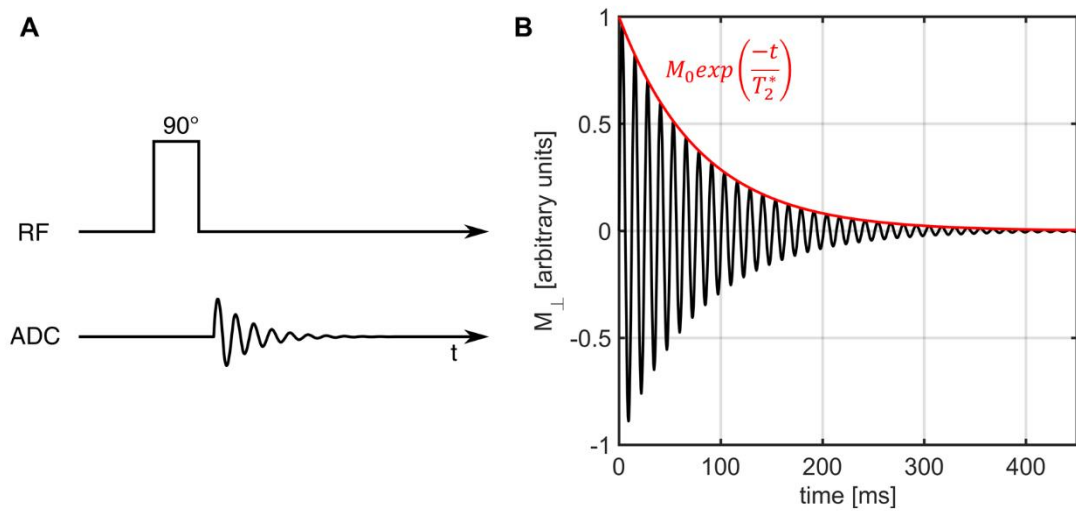 A
90°
RF
ADC
t
B
M₀exp(−t/T₂*)
M⊥ [arbitrary units]
1
0.5
0
-0.5
-1
0 100 200 300 400
time [ms]